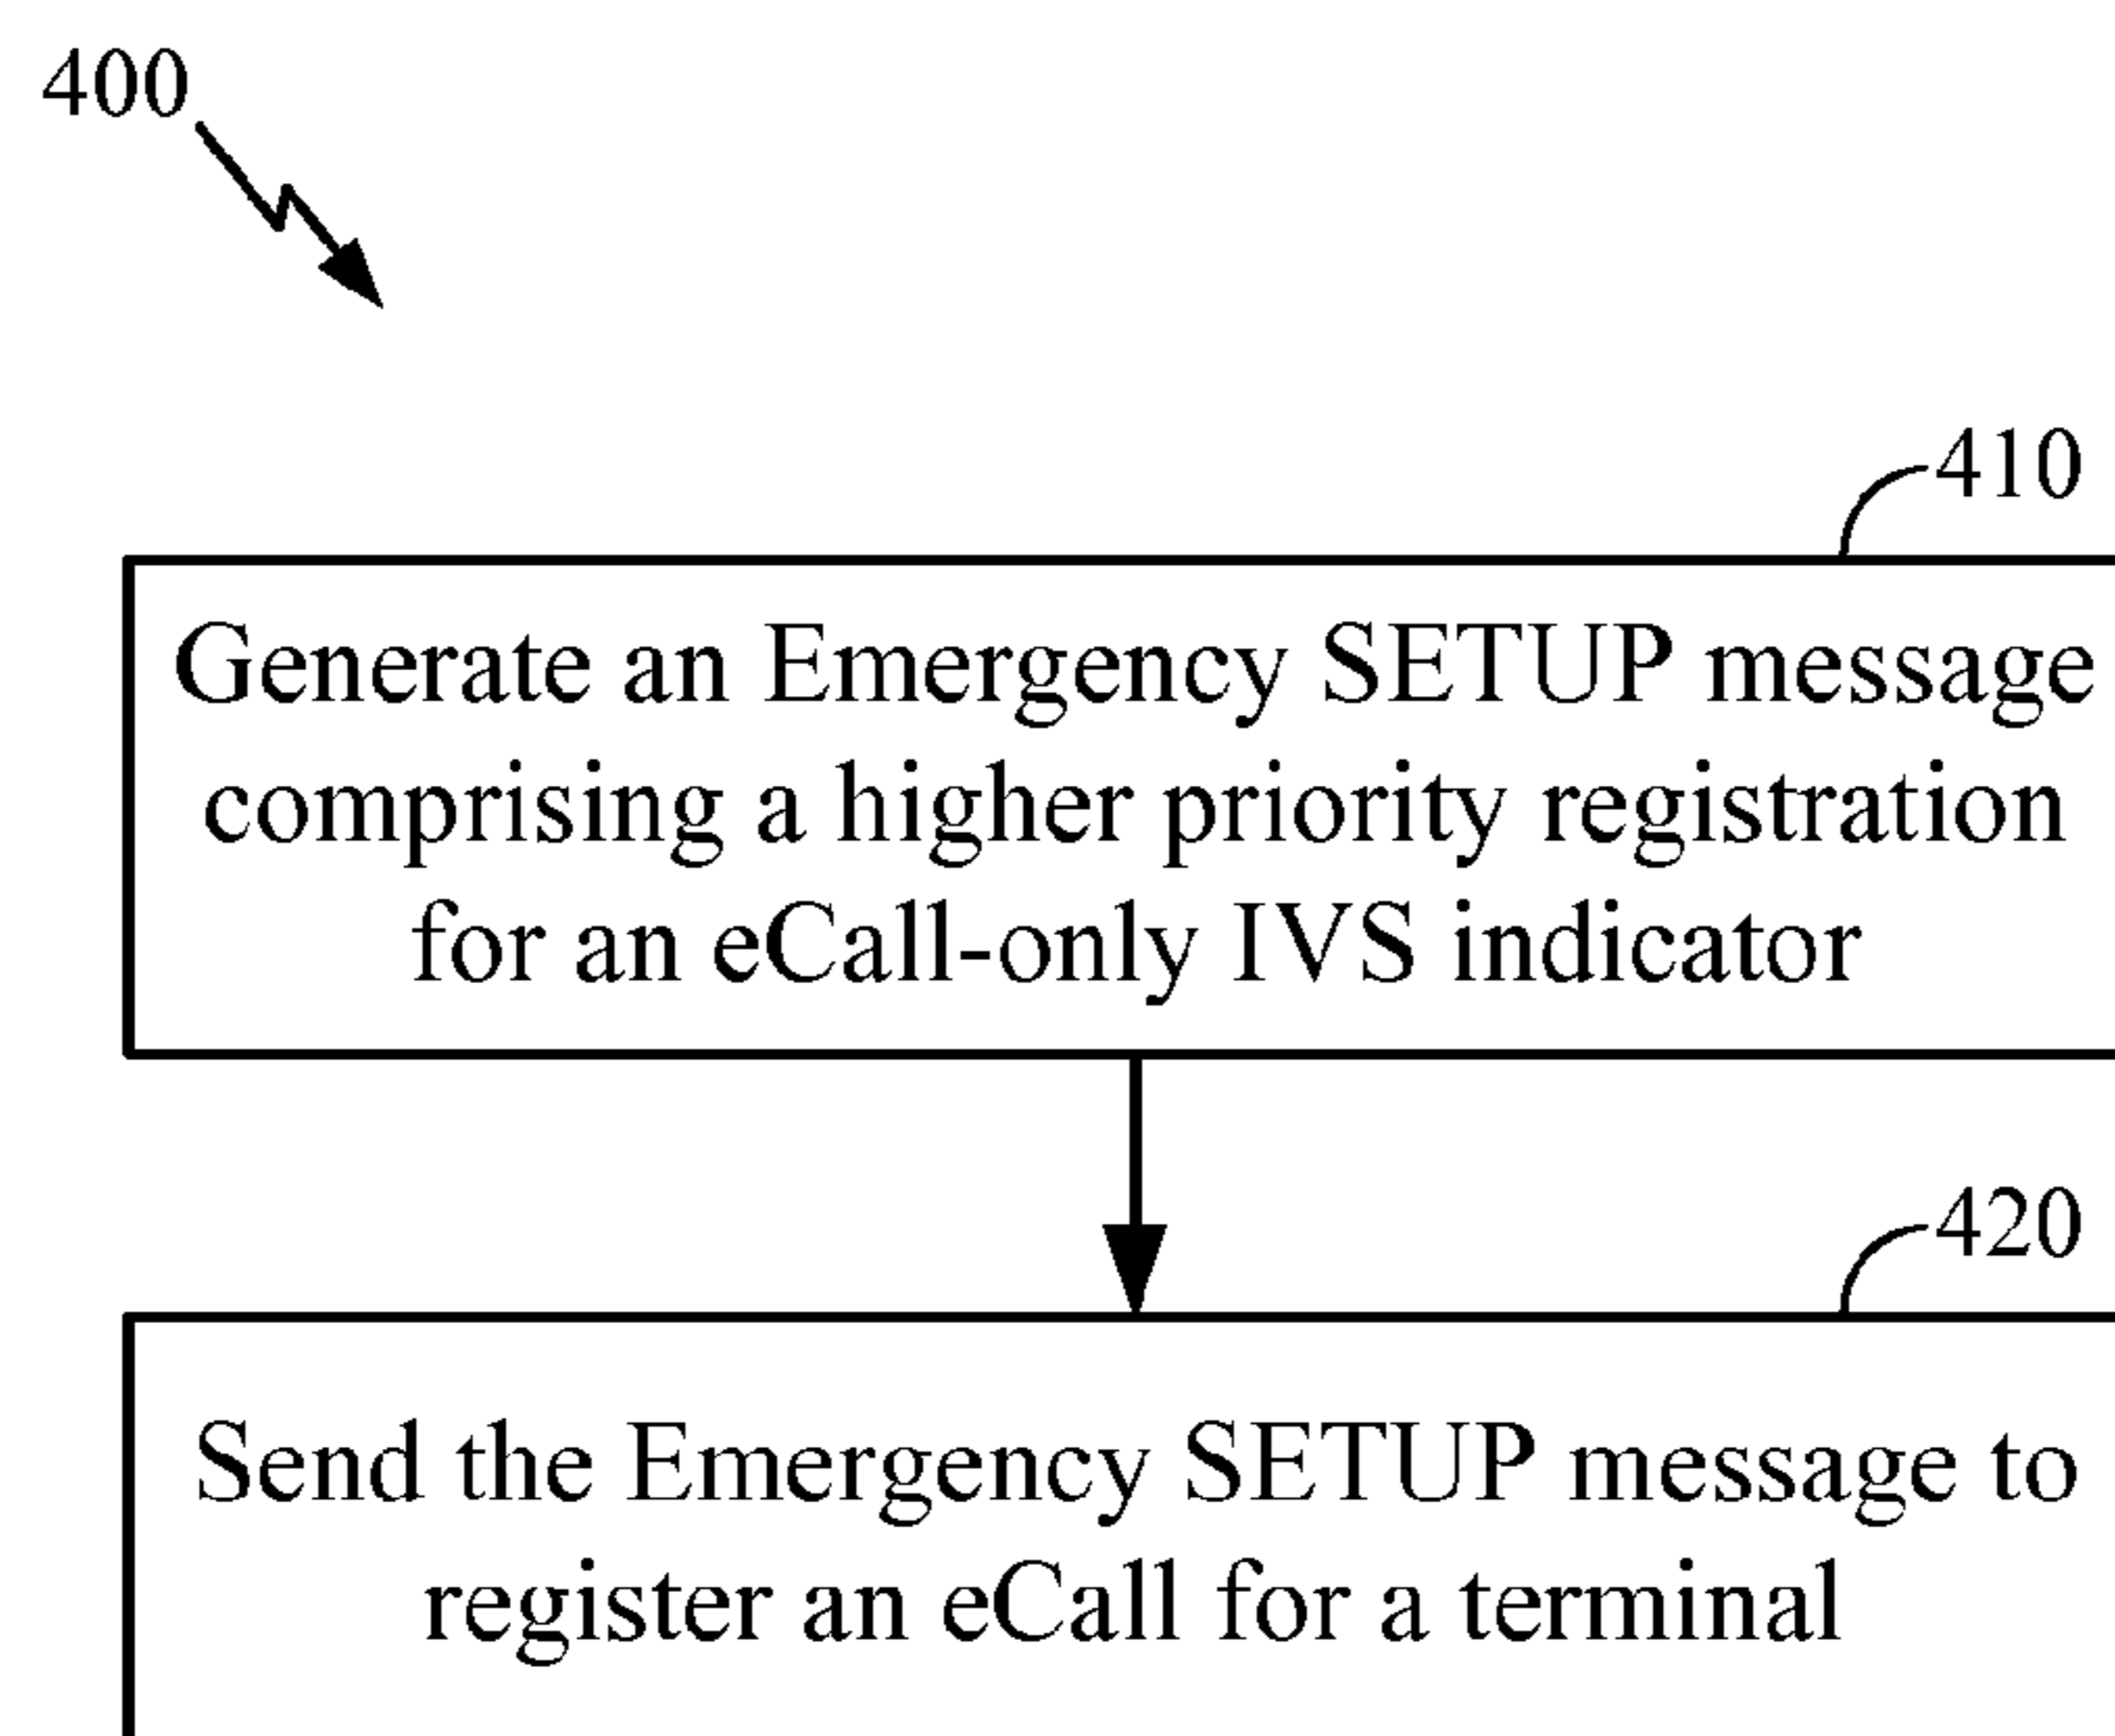 400
410
Generate an Emergency SETUP message
comprising a higher priority registration
for an eCall-only IVS indicator
420
Send the Emergency SETUP message to
register an eCall for a terminal